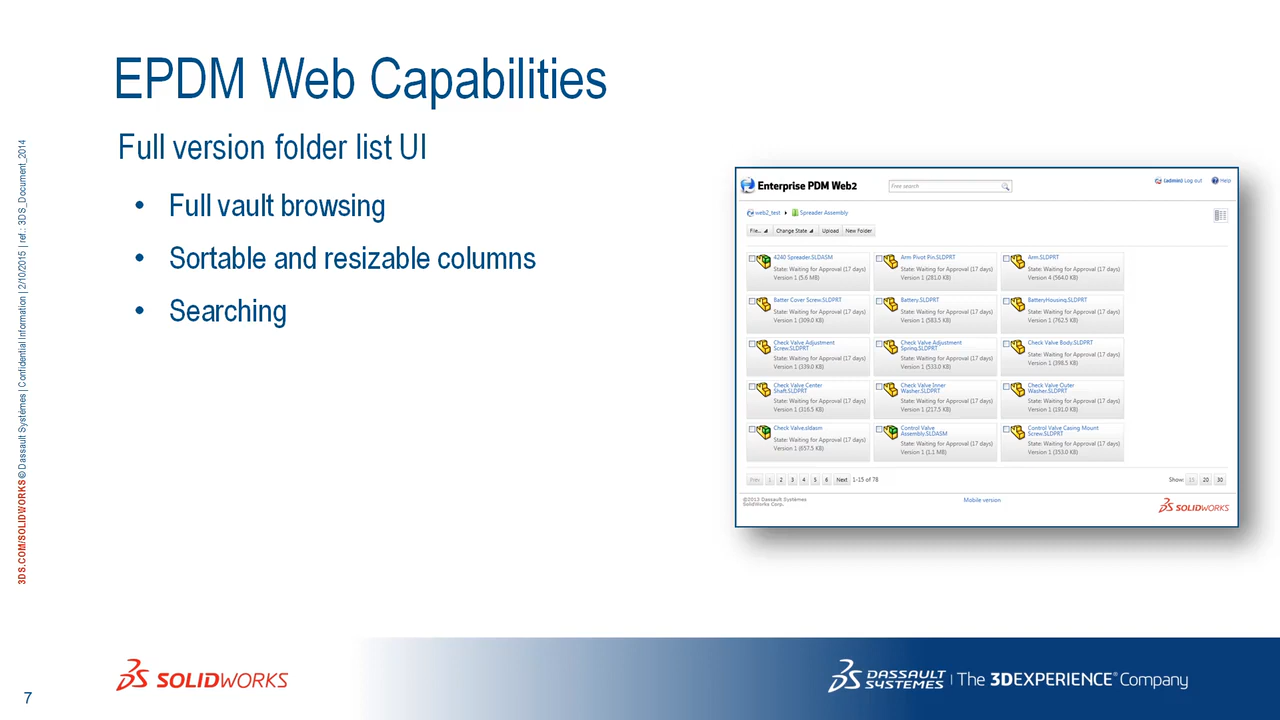 EPDM Web Capabilities
Full version folder list UI
• Full vault browsing
• Sortable and resizable columns
• Searching
3DS.COM/SOLIDWORKS © Dassault Systèmes | Confidential Information | 2/10/2015 | ref.: 3DS_Document_2014
Enterprise PDM Web2
Free search
(admin) Log out
Help
web2_test
Spreader Assembly
File...
Change State
Upload
New Folder
4240 Spreader.SLDASM
State: Waiting for Approval (17 days)
Version 1 (5.6 MB)
Arm Pivot Pin.SLDPRT
State: Waiting for Approval (17 days)
Version 1 (281.0 KB)
Arm.SLDPRT
State: Waiting for Approval (17 days)
Version 4 (564.0 KB)
Batter Cover Screw.SLDPRT
State: Waiting for Approval (17 days)
Version 1 (309.0 KB)
Battery.SLDPRT
State: Waiting for Approval (17 days)
Version 1 (583.5 KB)
BatteryHousing.SLDPRT
State: Waiting for Approval (17 days)
Version 1 (762.5 KB)
Check Valve Adjustment
Screw.SLDPRT
State: Waiting for Approval (17 days)
Version 1 (339.0 KB)
Check Valve Adjustment
Spring.SLDPRT
State: Waiting for Approval (17 days)
Version 1 (533.0 KB)
Check Valve Body.SLDPRT
State: Waiting for Approval (17 days)
Version 1 (398.5 KB)
Check Valve Center
Shaft.SLDPRT
State: Waiting for Approval (17 days)
Version 1 (316.5 KB)
Check Valve Inner
Washer.SLDPRT
State: Waiting for Approval (17 days)
Version 1 (217.5 KB)
Check Valve Outer
Washer.SLDPRT
State: Waiting for Approval (17 days)
Version 1 (191.0 KB)
Check Valve.sldasm
State: Waiting for Approval (17 days)
Version 1 (657.5 KB)
Control Valve
Assembly.SLDASM
State: Waiting for Approval (17 days)
Version 1 (1.1 MB)
Control Valve Casing Mount
Screw.SLDPRT
State: Waiting for Approval (17 days)
Version 1 (353.0 KB)
Prev 1 2 3 4 5 6 Next 1-15 of 78
Show: 15 20 30
©2013 Dassault Systèmes
SolidWorks Corp.
Mobile version
SOLIDWORKS
SOLIDWORKS
DASSAULT
SYSTEMES
| The 3DEXPERIENCE® Company
7